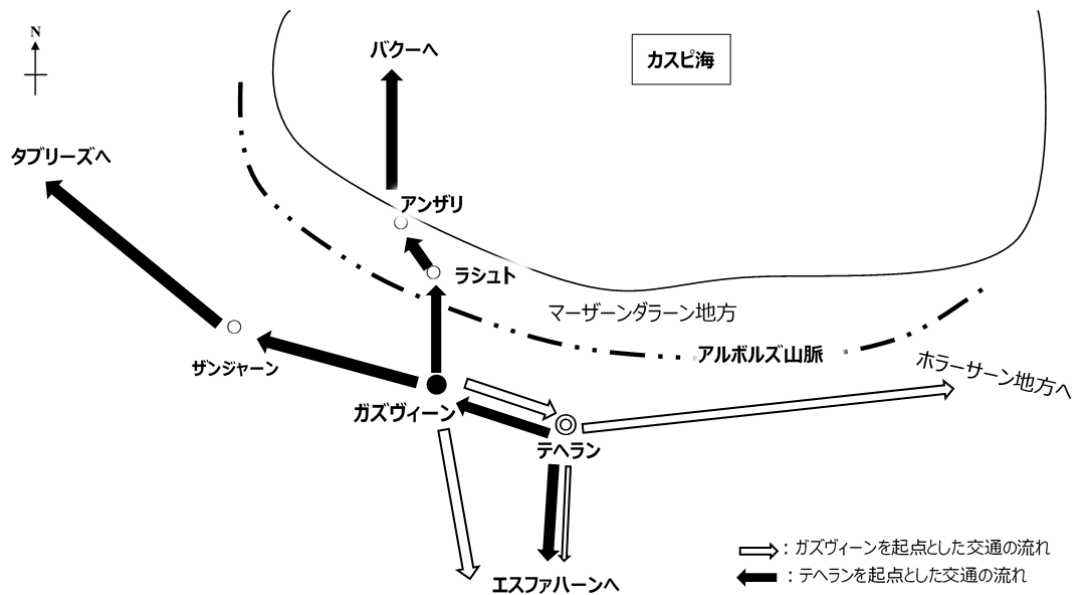 N
バクーへ
カスピ海
タブリーズへ
アンザリ
ラシュト
マーザーンダラーン地方
アルボルズ山脈
ザンジャーン
ホラーサーン地方へ
ガズヴィーン
テヘラン
:ガズヴィーンを起点とした交通の流れ
:テヘランを起点とした交通の流れ
エスファハーンへ